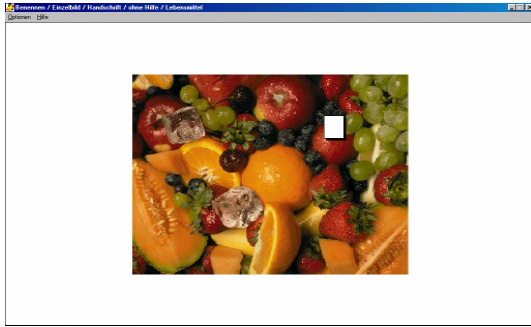 Benennen / Einzelbild / Handschrift / ohne Hilfe / Lebensmittel
Optionen Hilfe